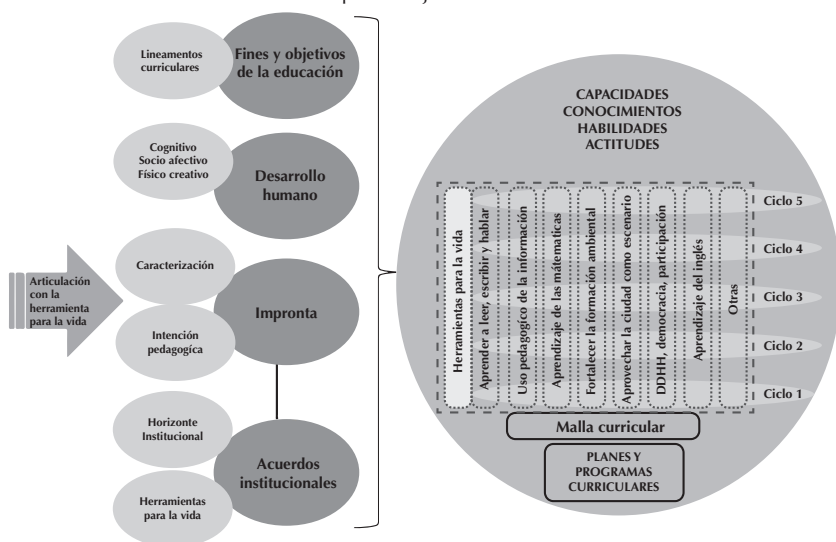 Lineamentos
curriculares
Fines y objetivos
de la educación
Cognitivo
Socio afectivo
Físico creativo
Desarrollo
humano
Articulación
con la
herramienta
para la vida
Caracterización
Impronta
Intención
pedagogíca
Horizonte
Institucional
Acuerdos
institucionales
Herramientas
para la vida
CAPACIDADES
CONOCIMIENTOS
HABILIDADES
ACTITUDES
Herramientas para la vida
Aprender a leer, escribir y hablar
Uso pedagogico de la información
Aprendizaje de las mátematicas
Fortalecer la formación ambiental
Aprovechar la ciudad como escenario
DDHH, democracia, participación
Aprendizaje del inglés
Otras
Ciclo 5
Ciclo 4
Ciclo 3
Ciclo 2
Ciclo 1
Malla curricular
PLANES Y
PROGRAMAS
CURRICULARES